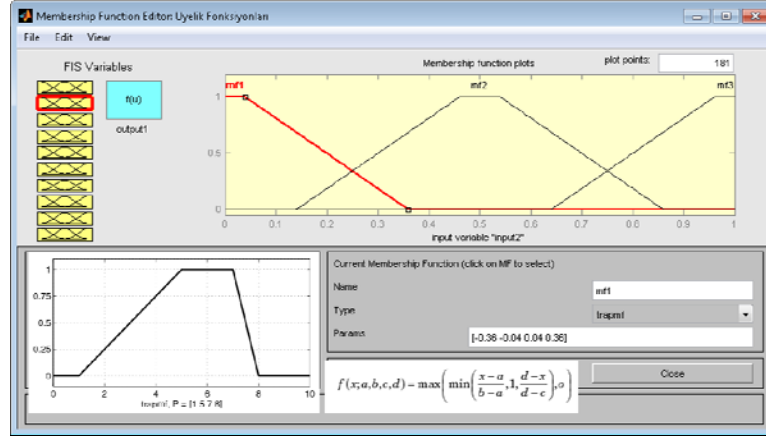 Membership Function Editor: Uyelik Fonksiyonları
File Edit View
FIS Variables
f(u)
output1
Membership function plots
plot points:
181
mf1
mf2
mf3
1
0.5
0
0 0.1 0.2 0.3 0.4 0.5 0.6 0.7 0.8 0.9 1
input variable "input2"
1
0.75
0.5
0.25
0
0 2 4 6 8 10
trapmf, P = [1 5 7 8]
Current Membership Function (click on MF to select)
Name
mf1
Type
trapmf
Params
[-0.36 -0.04 0.04 0.36]
f(x;a,b,c,d) = max(min((x-a)/(b-a),1,(d-x)/(d-c)),o)
Close